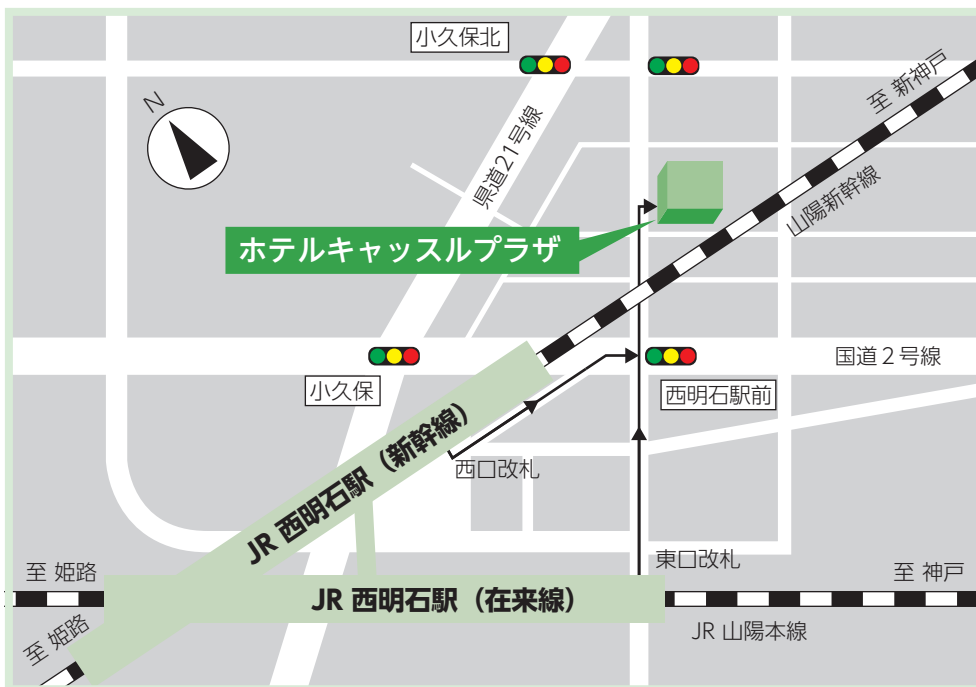 小久保北
N
至 新神戸
県道21号線
山陽新幹線
ホテルキャッスルプラザ
国道2号線
小久保
西明石駅前
JR 西明石駅（新幹線）
西口改札
東口改札
至 姫路
至 神戸
JR 西明石駅（在来線）
JR 山陽本線
至 姫路